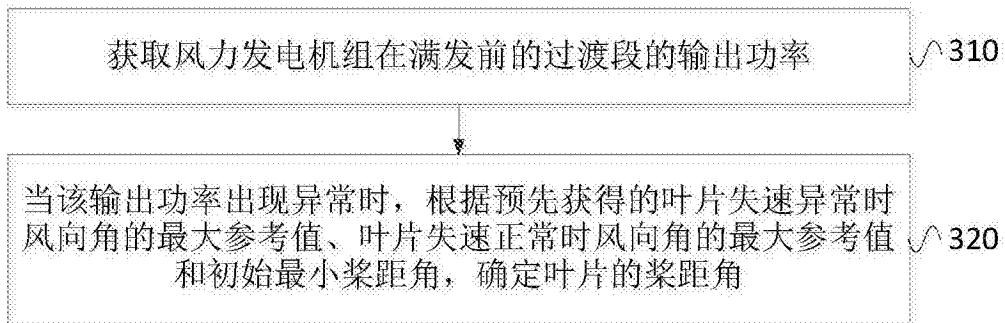 获取风力发电机组在满发前的过渡段的输出功率
310
当该输出功率出现异常时，根据预先获得的叶片失速异常时
风向角的最大参考值、叶片失速正常时风向角的最大参考值
和初始最小桨距角，确定叶片的桨距角
320